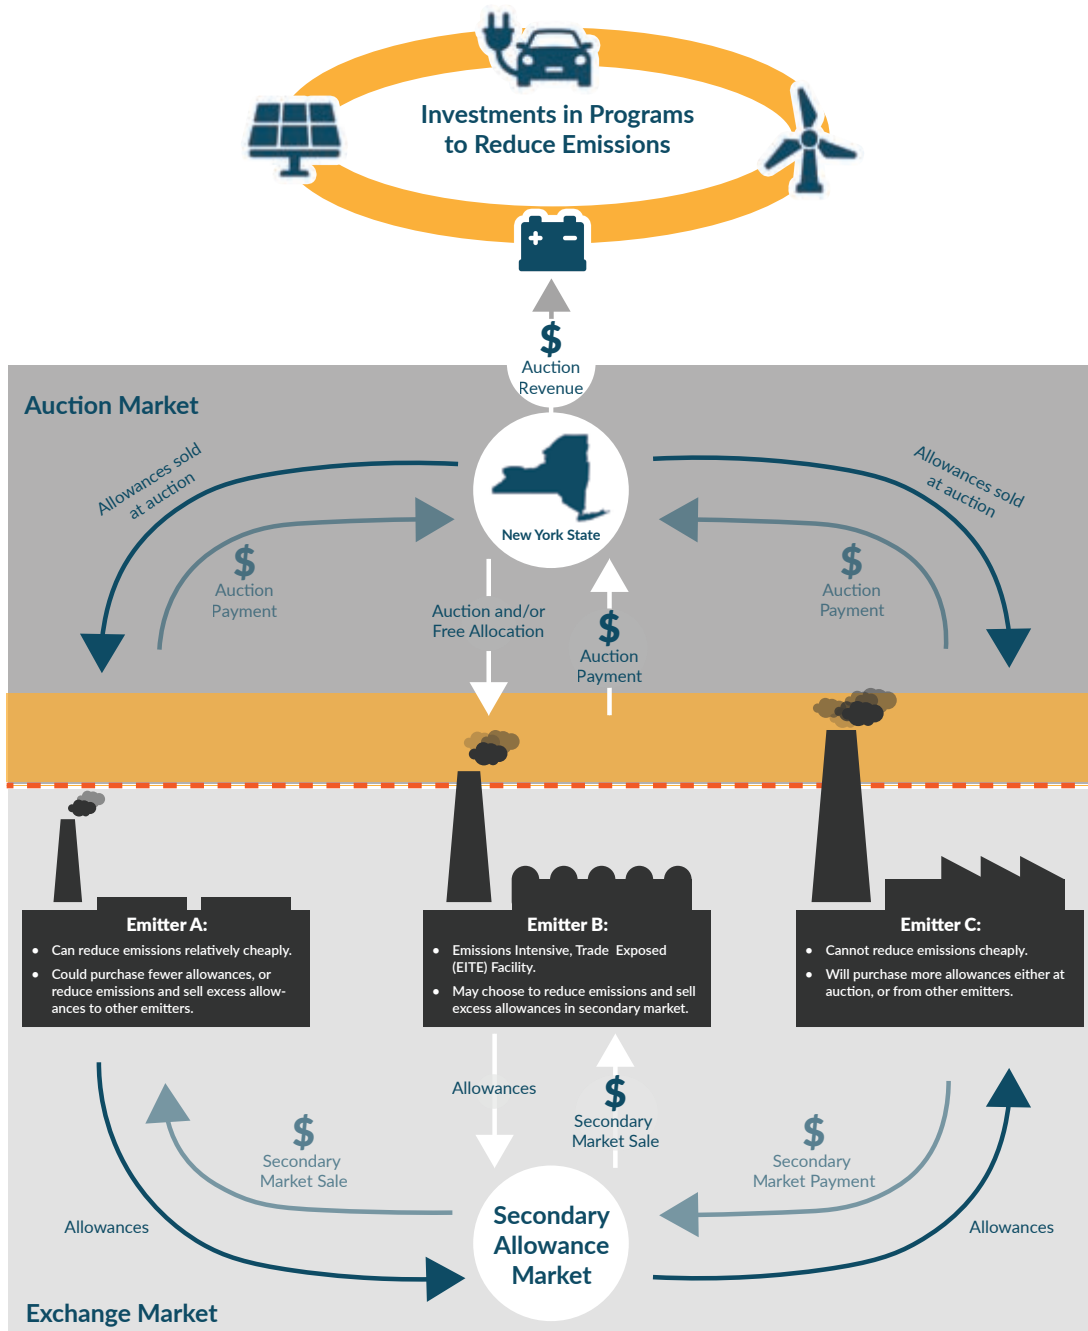 Investments in Programs
to Reduce Emissions
$
Auction
Revenue
Auction Market
New York State
Allowances sold
at auction
$
Auction
Payment
Auction and/or
Free Allocation
$
Auction
Payment
$
Auction
Payment
Allowances sold
at auction
Emitter A:
• Can reduce emissions relatively cheaply.
• Could purchase fewer allowances, or
reduce emissions and sell excess allow-
ances to other emitters.
Emitter B:
• Emissions Intensive, Trade Exposed
(EITE) Facility.
• May choose to reduce emissions and sell
excess allowances in secondary market.
Emitter C:
• Cannot reduce emissions cheaply.
• Will purchase more allowances either at
auction, or from other emitters.
Allowances
$
Secondary
Market Sale
Allowances
$
Secondary
Market Sale
$
Secondary
Market Payment
Allowances
Secondary
Allowance
Market
Exchange Market